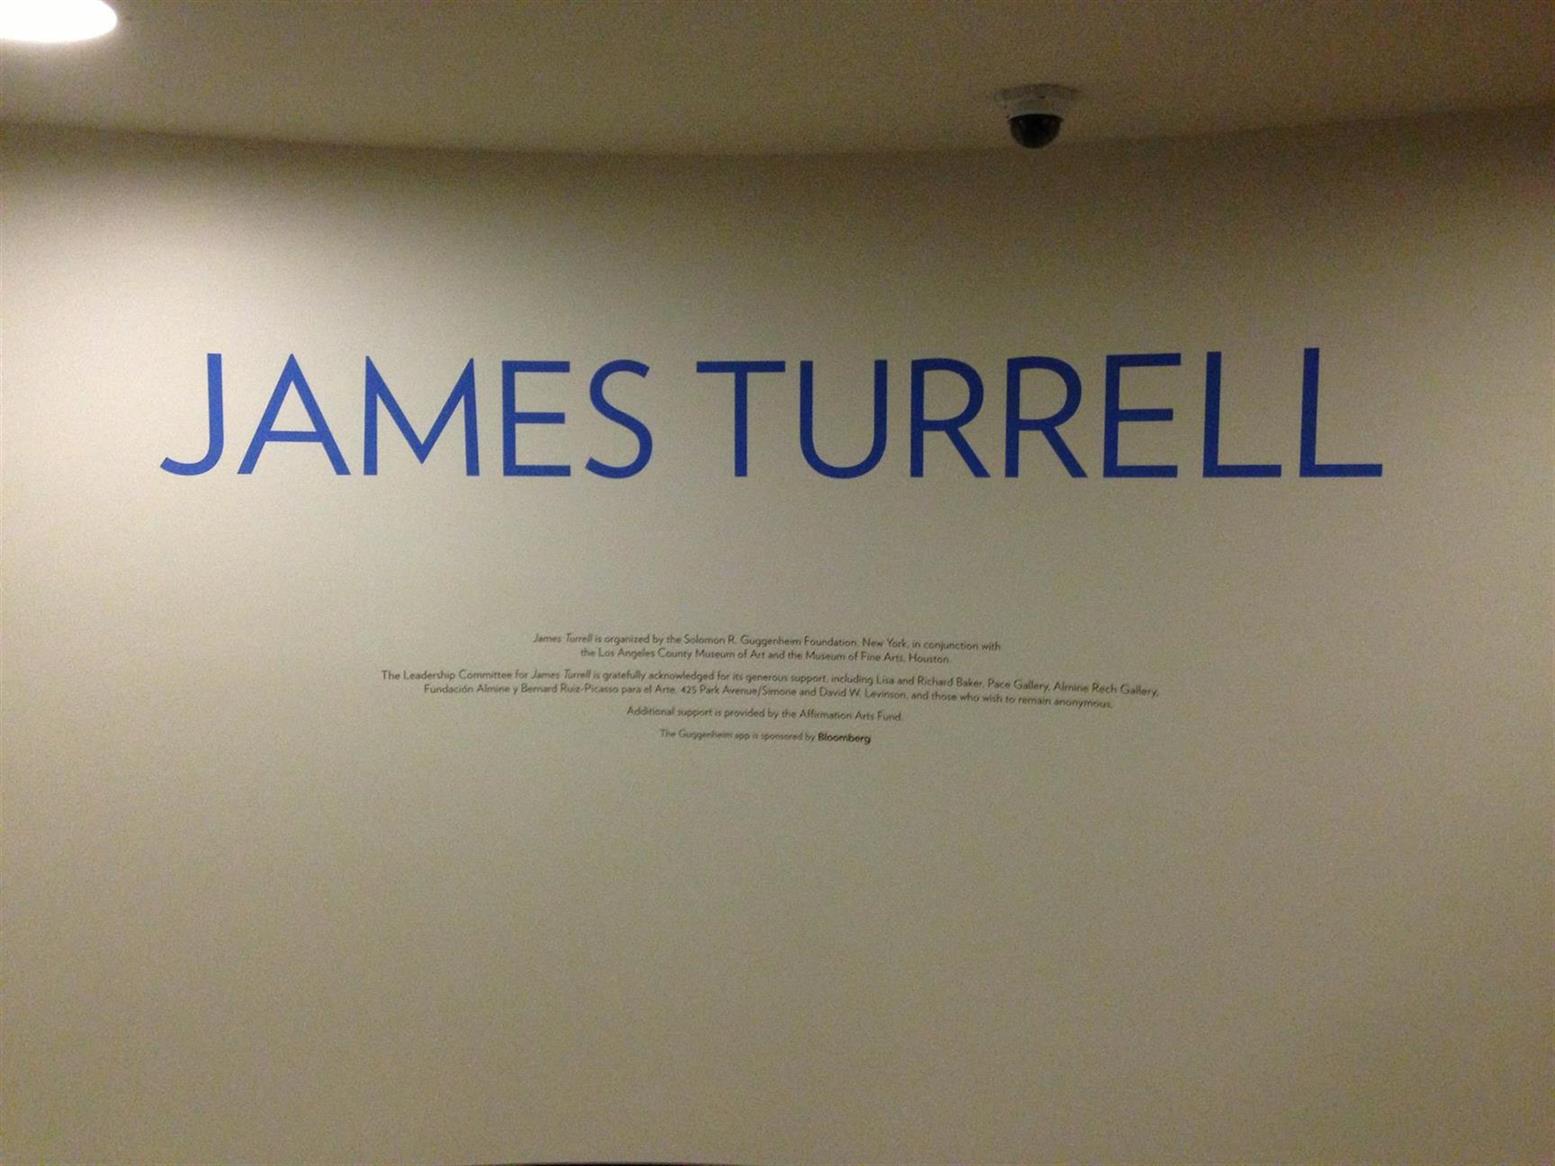 JAMES TURRELL
James Turrell is organized by the Solomon R. Guggenheim Foundation, New York, in conjunction with
the Los Angeles County Museum of Art and the Museum of Fine Arts, Houston.
The Leadership Committee for James Turrell is gratefully acknowledged for its generous support, including Lisa and Richard Baker, Pace Gallery, Almine Rech Gallery,
Fundación Almine y Bernard Ruiz-Picasso para el Arte, 425 Park Avenue/Simone and David W. Levinson, and those who wish to remain anonymous.
Additional support is provided by the Affirmation Arts Fund.
The Guggenheim app is sponsored by Bloomberg